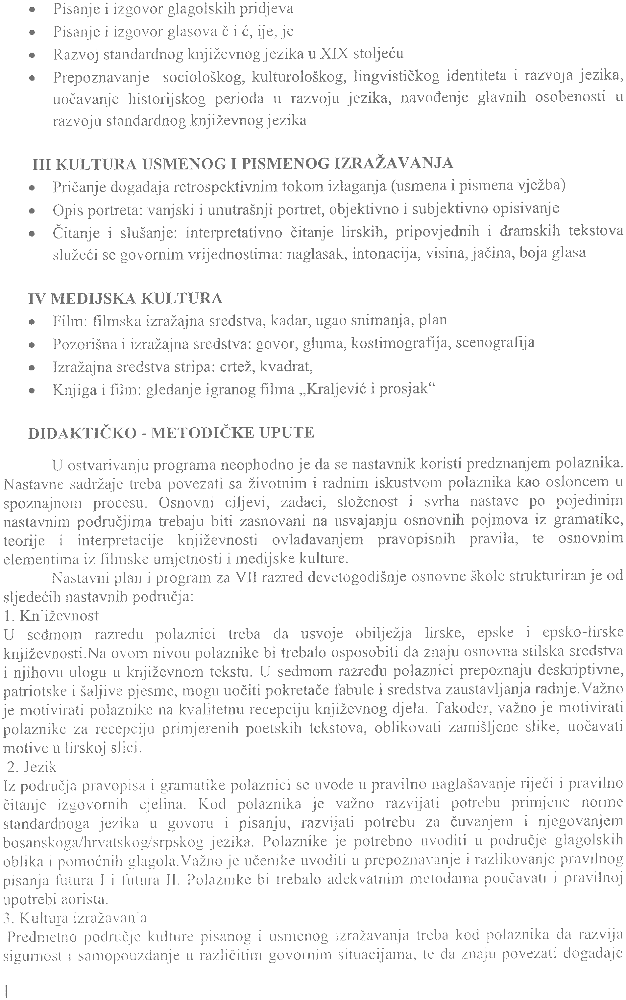 • Pisanje i izgovor glagolskih pridjeva
• Pisanje i izgovor glasova č i ć, ije, je
• Razvoj standardnog književnog jezika u XIX stoljeću
• Prepoznavanje sociološkog, kulturološkog, lingvističkog identiteta i razvoja jezika,
uočavanje historijskog perioda u razvoju jezika, navođenje glavnih osobenosti u
razvoju standardnog književnog jezika
III KULTURA USMENOG I PISMENOG IZRAŽAVANJA
• Pričanje događaja retrospektivnim tokom izlaganja (usmena i pismena vježba)
• Opis portreta: vanjski i unutrašnji portret, objektivno i subjektivno opisivanje
• Čitanje i slušanje: interpretativno čitanje lirskih, pripovjednih i dramskih tekstova
služeći se govornim vrijednostima: naglasak, intonacija, visina, jačina, boja glasa
IV MEDIJSKA KULTURA
• Film: filmska izražajna sredstva, kadar, ugao snimanja, plan
• Pozorišna i izražajna sredstva: govor, gluma, kostimografija, scenografija
• Izražajna sredstva stripa: crtež, kvadrat,
• Knjiga i film: gledanje igranog filma „Kraljević i prosjak“
DIDAKTIČKO - METODIČKE UPUTE
U ostvarivanju programa neophodno je da se nastavnik koristi predznanjem polaznika.
Nastavne sadržaje treba povezati sa životnim i radnim iskustvom polaznika kao osloncem u
spoznajnom procesu. Osnovni ciljevi, zadaci, složenost i svrha nastave po pojedinim
nastavnim područjima trebaju biti zasnovani na usvajanju osnovnih pojmova iz gramatike,
teorije i interpretacije književnosti ovladavanjem pravopisnih pravila, te osnovnim
elementima iz filmske umjetnosti i medijske kulture.
Nastavni plan i program za VII razred devetogodišnje osnovne škole strukturiran je od
sljedećih nastavnih područja:
1. Kn'iževnost
U sedmom razredu polaznici treba da usvoje obilježja lirske, epske i epsko-lirske
književnosti.Na ovom nivou polaznike bi trebalo osposobiti da znaju osnovna stilska sredstva
i njihovu ulogu u književnom tekstu. U sedmom razredu polaznici prepoznaju deskriptivne,
patriotske i šaljive pjesme, mogu uočiti pokretače fabule i sredstva zaustavljanja radnje.Važno
je motivirati polaznike na kvalitetnu recepciju književnog djela. Također, važno je motivirati
polaznike za recepciju primjerenih poetskih tekstova, oblikovati zamišljene slike, uočavati
motive u lirskoj slici.
2. Jezik
Iz područja pravopisa i gramatike polaznici se uvode u pravilno naglašavanje riječi i pravilno
čitanje izgovornih cjelina. Kod polaznika je važno razvijati potrebu primjene norme
standardnoga jezika u govoru i pisanju, razvijati potrebu za čuvanjem i njegovanjem
bosanskoga/hrvatskog/srpskog jezika. Polaznike je potrebno uvoditi u područje glagolskih
oblika i pomoćnih glagola.Važno je učenike uvoditi u prepoznavanje i razlikovanje pravilnog
pisanja futura I i futura II. Polaznike bi trebalo adekvatnim metodama poučavati i pravilnoj
upotrebi aorista.
3. Kultura izražavan'a
Predmetno područje kulture pisanog i usmenog izražavanja treba kod polaznika da razvija
sigurnost i samopouzdanje u različitim govornim situacijama, te da znaju povezati događaje